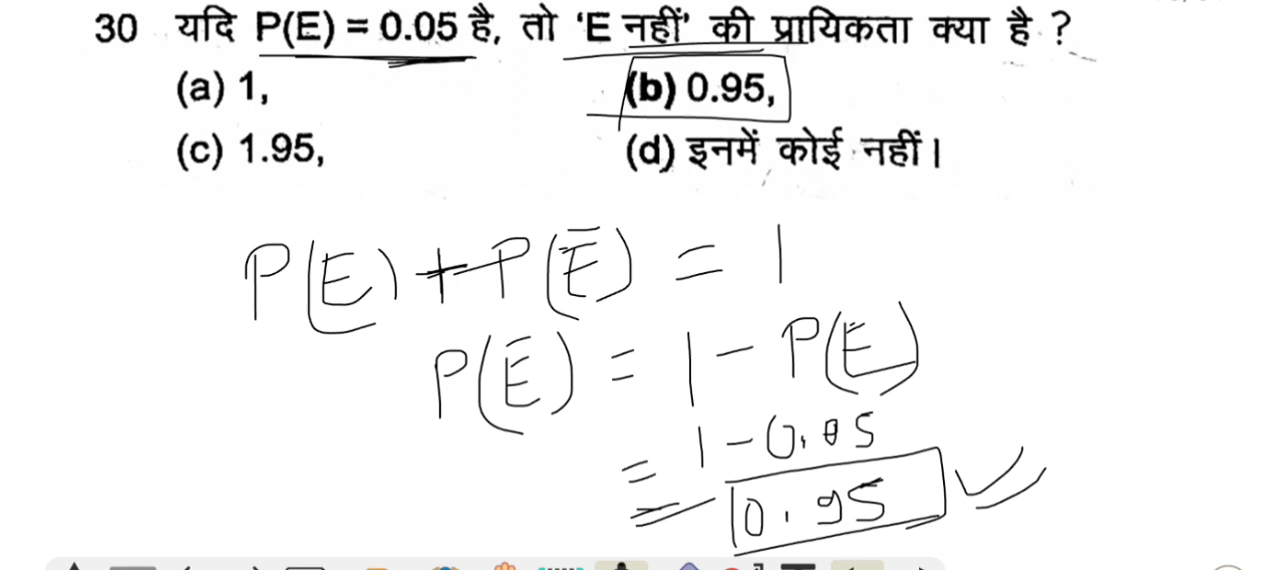 30 यदि P(E) = 0.05 है, तो 'E नहीं' की प्रायिकता क्या है ?
(a) 1, (b) 0.95,
(c) 1.95, (d) इनमें कोई नहीं।
P(E) + P(Ē) = 1
P(Ē) = 1 - P(E)
= 1 - 0.05
= 0.95